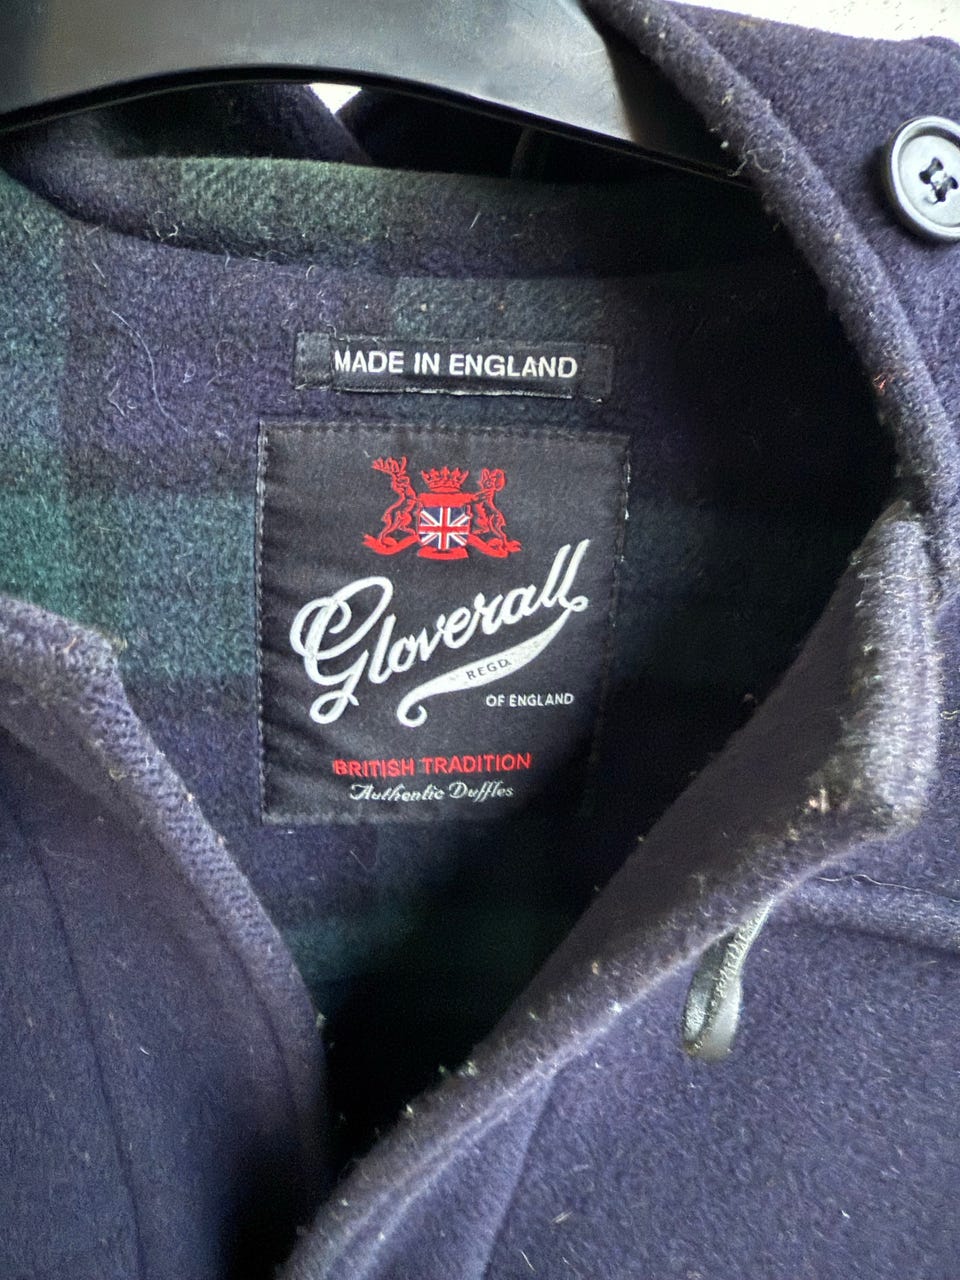 MADE IN ENGLAND
Gloverall
REGD
OF ENGLAND
BRITISH TRADITION
Authentic Duffles